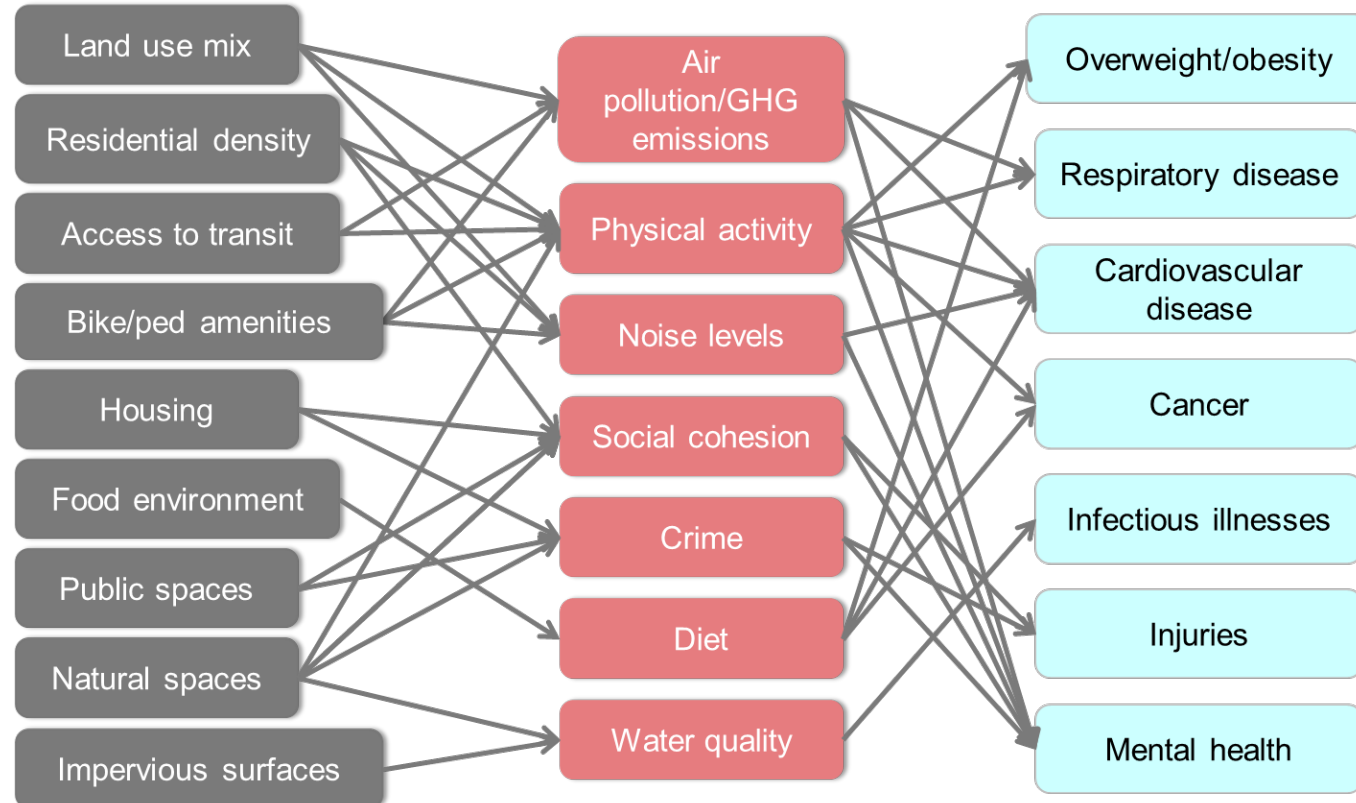 Land use mix
Residential density
Access to transit
Bike/ped amenities
Housing
Food environment
Public spaces
Natural spaces
Impervious surfaces
Air
pollution/GHG
emissions
Physical activity
Noise levels
Social cohesion
Crime
Diet
Water quality
Overweight/obesity
Respiratory disease
Cardiovascular
disease
Cancer
Infectious illnesses
Injuries
Mental health